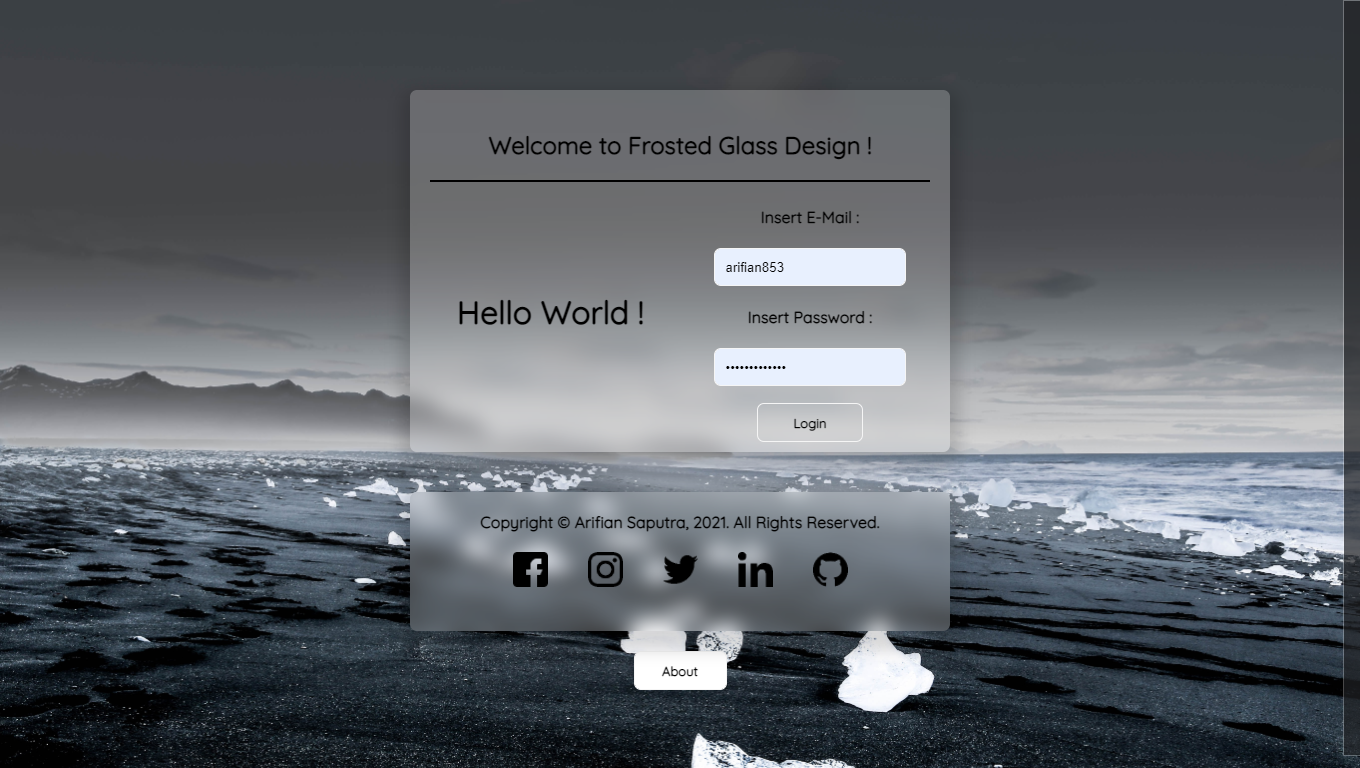 Welcome to Frosted Glass Design !
Insert E-Mail :
arifian853
Hello World !
Insert Password :
•••••••••••••
Login
Copyright © Arifian Saputra, 2021. All Rights Reserved.
About